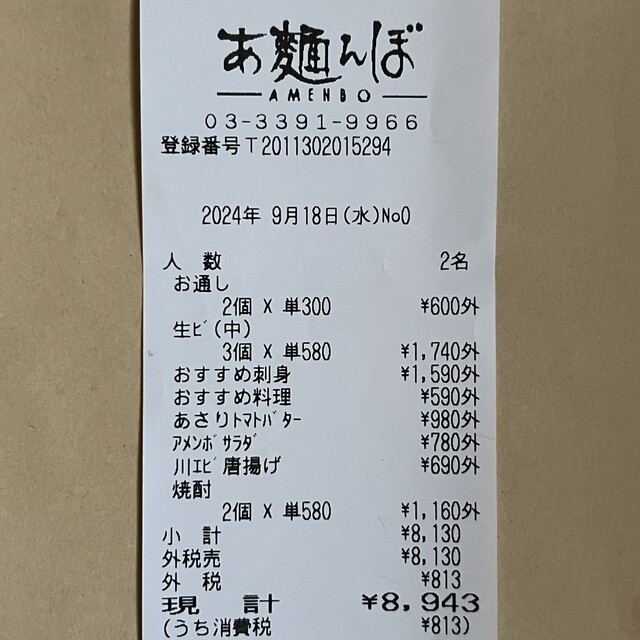 あ麺んぼ
AMENBO
03-3391-9966
登録番号T2011302015294
2024年 9月18日(水)No0
人 数 2名
お通し
2個 X 単300 ¥600外
生ﾋﾞ(中)
3個 X 単580 ¥1,740外
おすすめ刺身 ¥1,590外
おすすめ料理 ¥590外
あさりﾄﾏﾄﾊﾞﾀｰ ¥980外
ｱﾒﾝﾎﾞｻﾗﾀﾞ ¥780外
川ｴﾋﾞ唐揚げ ¥690外
焼酎
2個 X 単580 ¥1,160外
小 計 ¥8,130
外税売 ¥8,130
外 税 ¥813
現 計 ¥8,943
(うち消費税 ¥813)